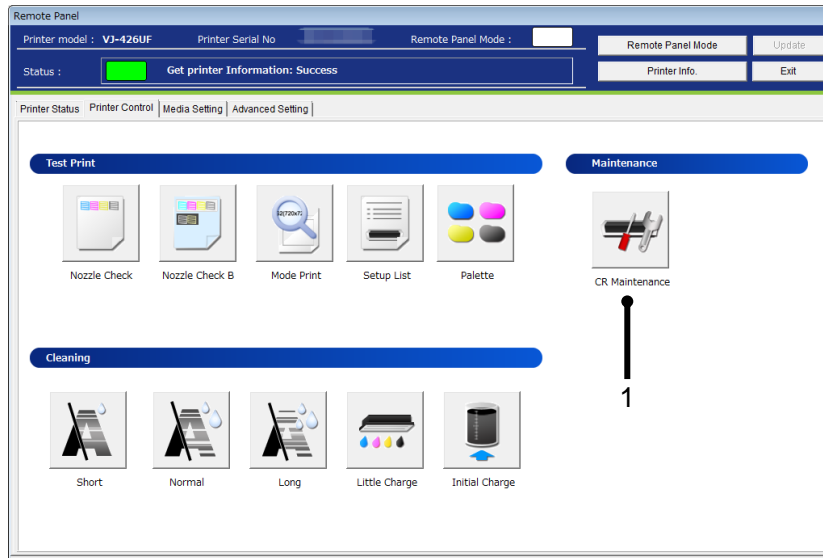 Remote Panel
Printer model : VJ-426UF Printer Serial No Remote Panel Mode :
Remote Panel Mode Update
Status : Get printer Information: Success
Printer Info. Exit
Printer Status Printer Control Media Setting Advanced Setting
Test Print Maintenance
Nozzle Check Nozzle Check B Mode Print Setup List Palette
CR Maintenance
Cleaning
1
Short Normal Long Little Charge Initial Charge